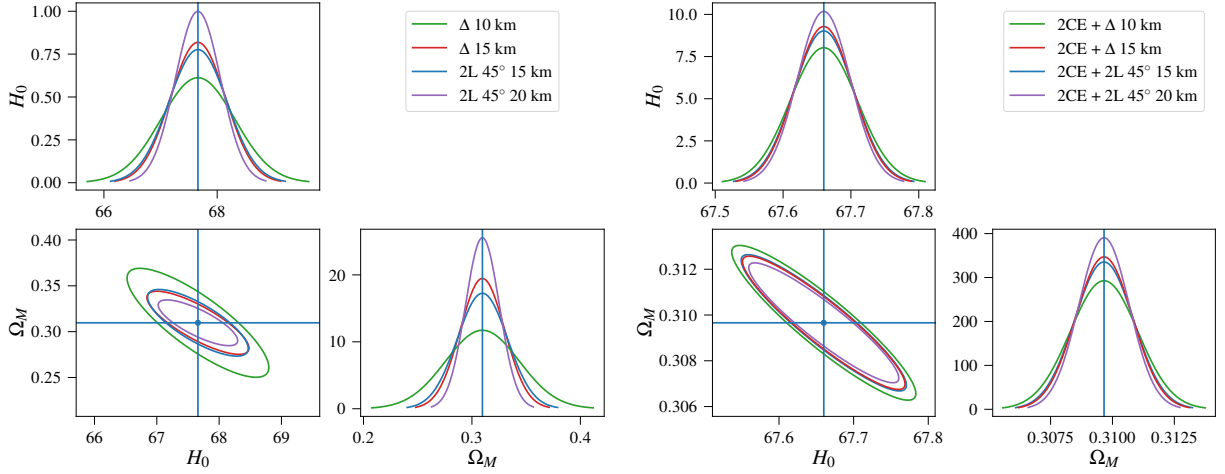 1.00
0.75
0.50
0.25
0.00
H₀
66
68
Δ 10 km
Δ 15 km
2L 45° 15 km
2L 45° 20 km
10.0
7.5
5.0
2.5
0.0
H₀
67.5
67.6
67.7
67.8
2CE + Δ 10 km
2CE + Δ 15 km
2CE + 2L 45° 15 km
2CE + 2L 45° 20 km
0.40
0.35
0.30
0.25
Ω_M
66
67
68
69
H₀
20
10
0
0.2
0.3
0.4
Ω_M
0.312
0.310
0.308
0.306
Ω_M
67.6
67.7
67.8
H₀
400
300
200
100
0
0.3075
0.3100
0.3125
Ω_M